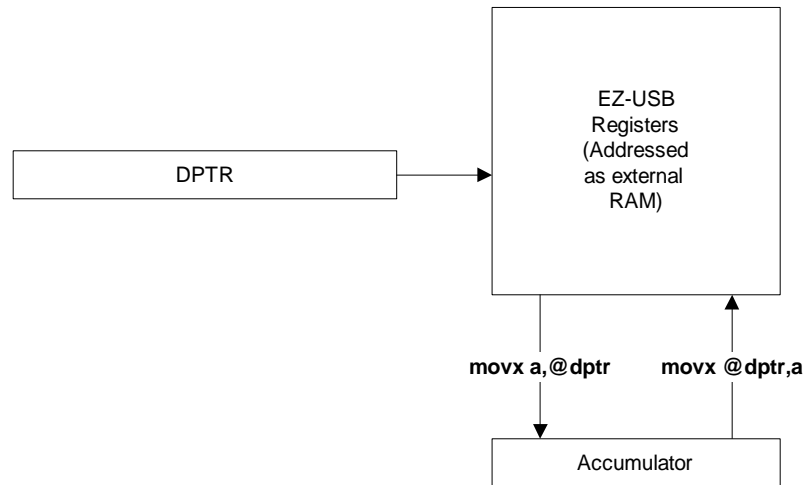 EZ-USB
Registers
(Addressed
as external
RAM)
DPTR
movx a,@dptr
movx @dptr,a
Accumulator